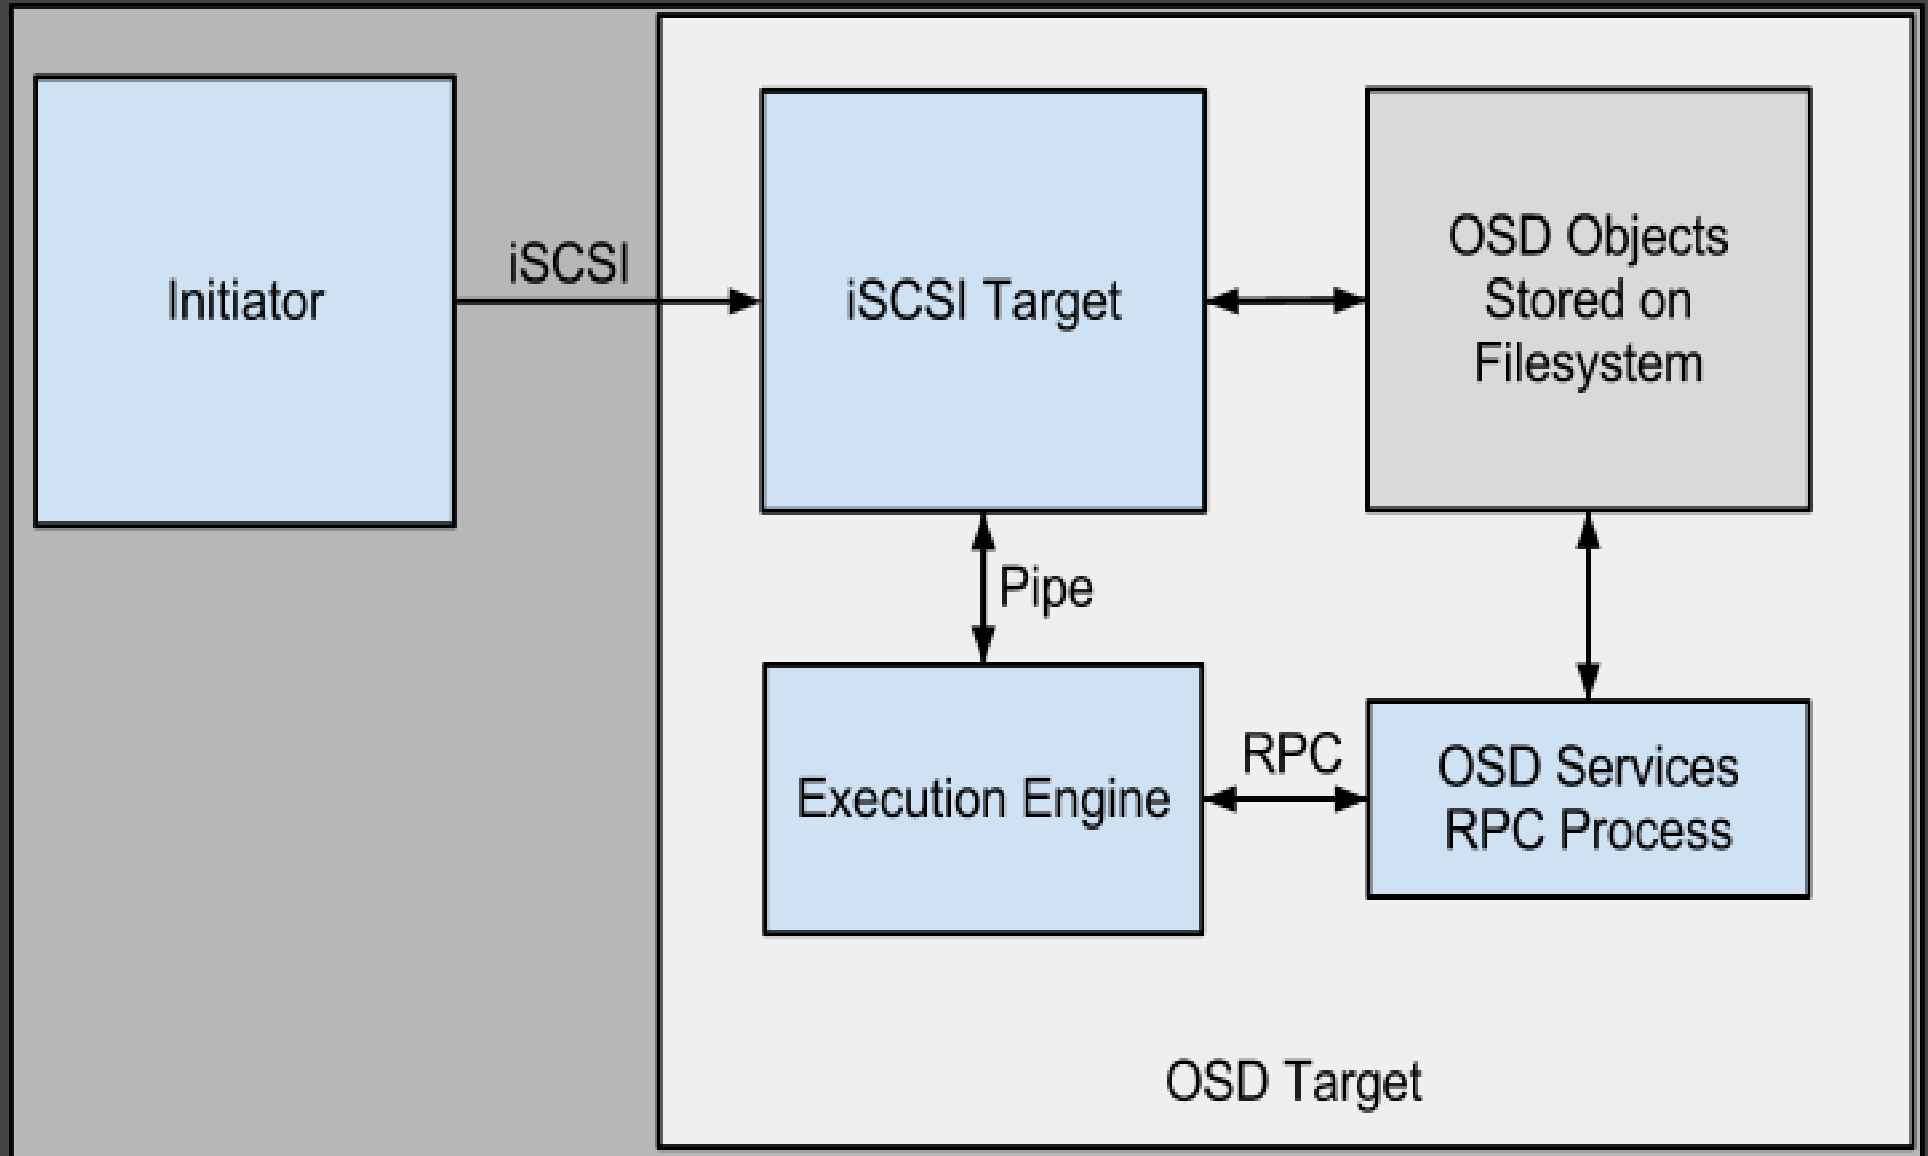 Initiator
iSCSI
iSCSI Target
OSD Objects
Stored on
Filesystem
Pipe
Execution Engine
RPC
OSD Services
RPC Process
OSD Target